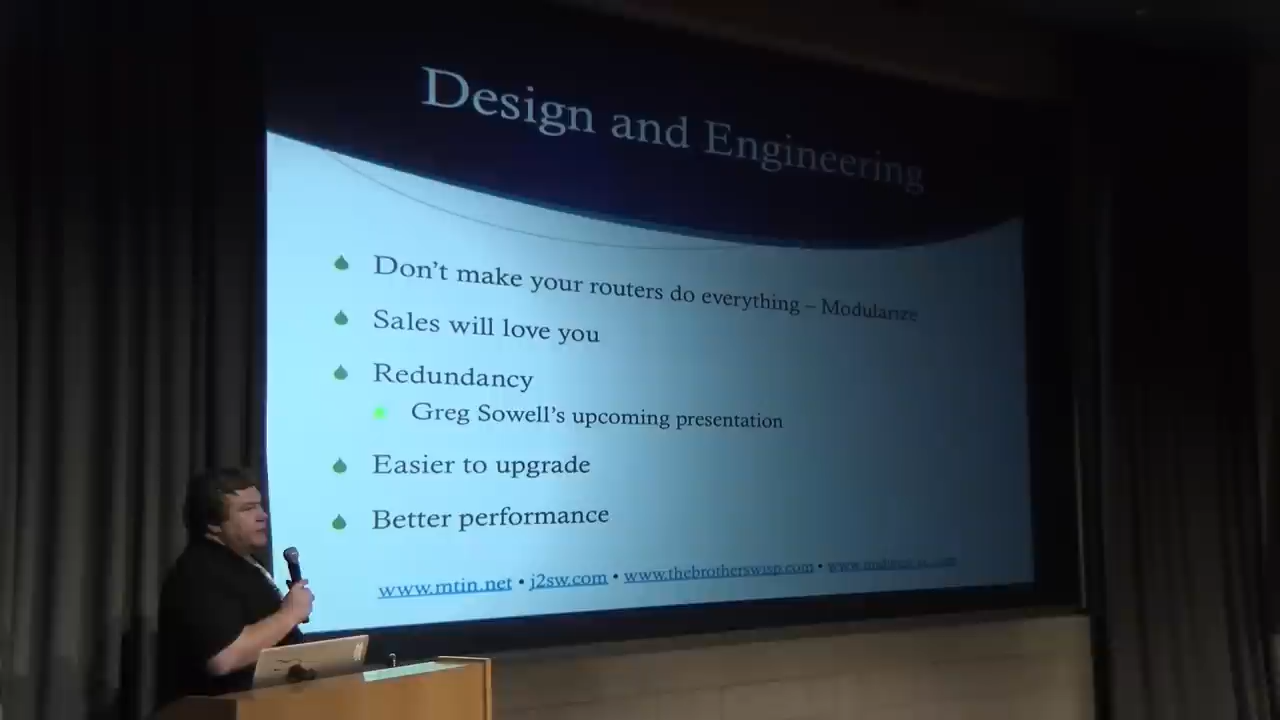 Design and Engineering
Don't make your routers do everything – Modularize
Sales will love you
Redundancy
Greg Sowell's upcoming presentation
Easier to upgrade
Better performance
www.mtin.net • j2sw.com • www.thebrotherswisp.com •